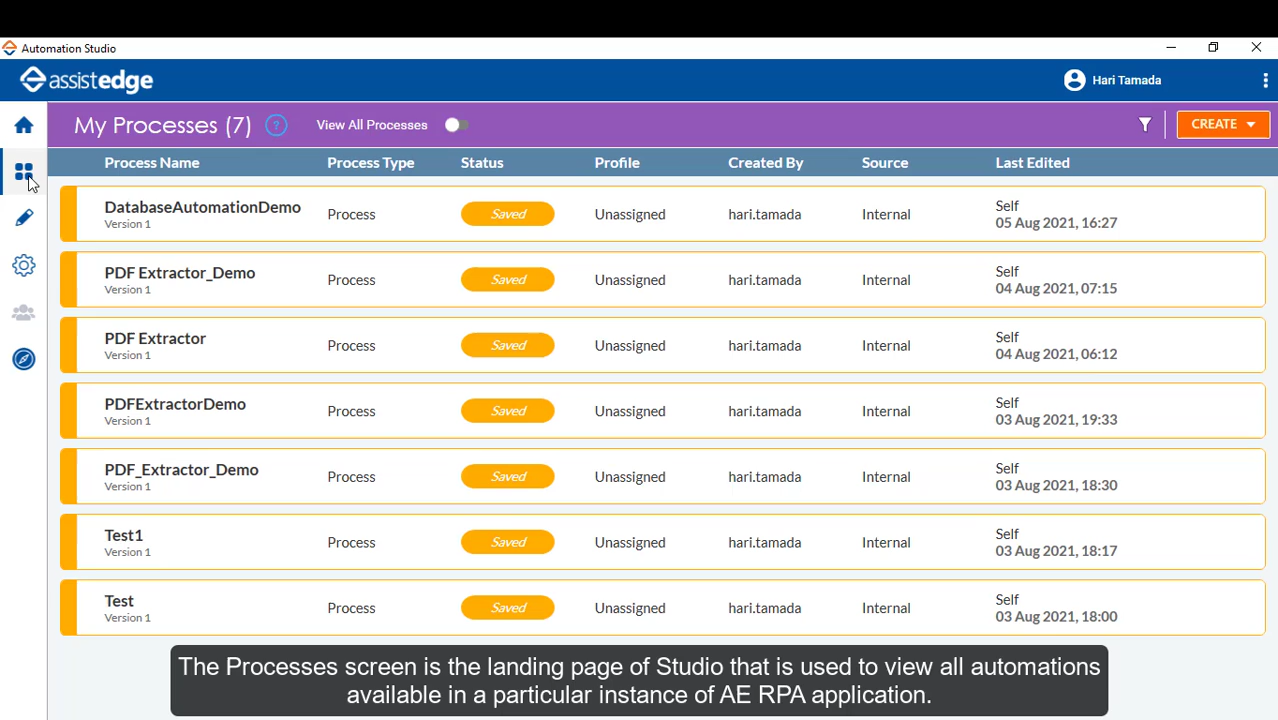 Automation Studio
assistedge
Hari Tamada
My Processes (7)
?
View All Processes
CREATE
Process Name Process Type Status Profile Created By Source Last Edited
DatabaseAutomationDemo
Version 1
Process Saved Unassigned hari.tamada Internal
Self
05 Aug 2021, 16:27
PDF Extractor_Demo
Version 1
Process Saved Unassigned hari.tamada Internal
Self
04 Aug 2021, 07:15
PDF Extractor
Version 1
Process Saved Unassigned hari.tamada Internal
Self
04 Aug 2021, 06:12
PDFExtractorDemo
Version 1
Process Saved Unassigned hari.tamada Internal
Self
03 Aug 2021, 19:33
PDF_Extractor_Demo
Version 1
Process Saved Unassigned hari.tamada Internal
Self
03 Aug 2021, 18:30
Test1
Version 1
Process Saved Unassigned hari.tamada Internal
Self
03 Aug 2021, 18:17
Test
Version 1
Process Saved Unassigned hari.tamada Internal
Self
03 Aug 2021, 18:00
The Processes screen is the landing page of Studio that is used to view all automations
available in a particular instance of AE RPA application.